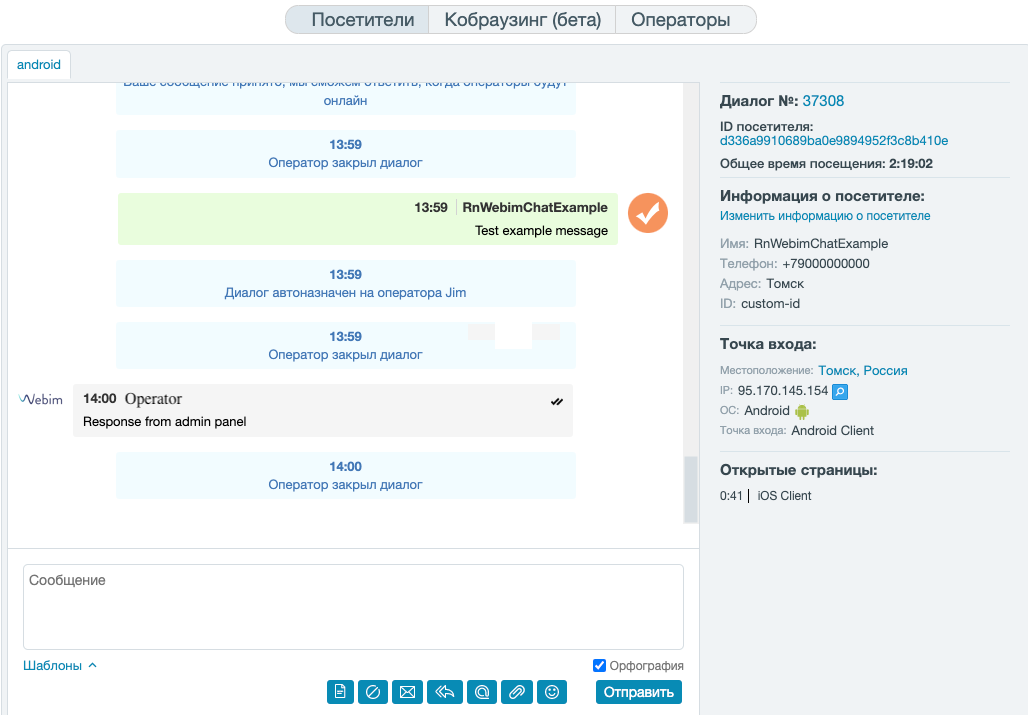 Посетители
Кобраузинг (бета)
Операторы
android
Ваше сообщение принято, мы сможем ответить, когда операторы будут
онлайн
13:59
Оператор закрыл диалог
13:59 RnWebimChatExample
Test example message
13:59
Диалог автоназначен на оператора Jim
13:59
Оператор закрыл диалог
Webim
14:00 Operator
Response from admin panel
14:00
Оператор закрыл диалог
Сообщение
Шаблоны
Орфография
Отправить
Диалог №: 37308
ID посетителя:
d336a9910689ba0e9894952f3c8b410e
Общее время посещения: 2:19:02
Информация о посетителе:
Изменить информацию о посетителе
Имя: RnWebimChatExample
Телефон: +79000000000
Адрес: Томск
ID: custom-id
Точка входа:
Местоположение: Томск, Россия
IP: 95.170.145.154
ОС: Android
Точка входа: Android Client
Открытые страницы:
0:41 iOS Client